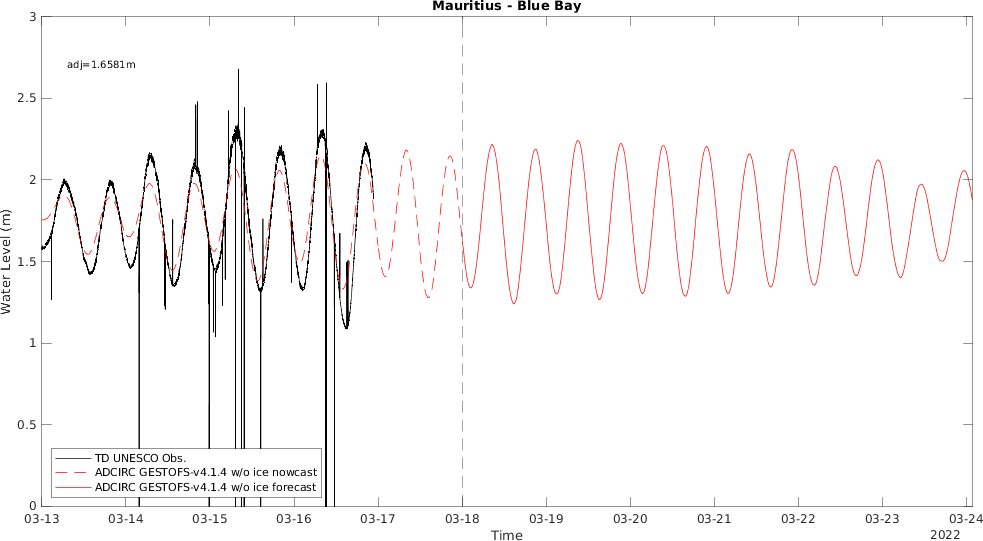 Mauritius - Blue Bay
adj=1.6581m
Water Level (m)
3
2.5
2
1.5
1
0.5
0
TD UNESCO Obs.
ADCIRC GESTOFS-v4.1.4 w/o ice nowcast
ADCIRC GESTOFS-v4.1.4 w/o ice forecast
03-13 03-14 03-15 03-16 03-17 03-18 03-19 03-20 03-21 03-22 03-23 03-24
Time
2022